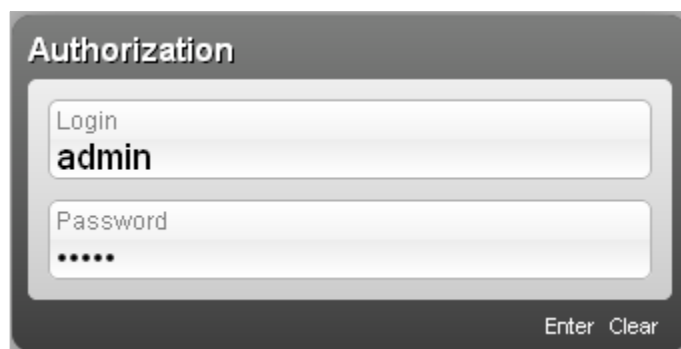 Authorization
Login
admin
Password
•••••
Enter Clear